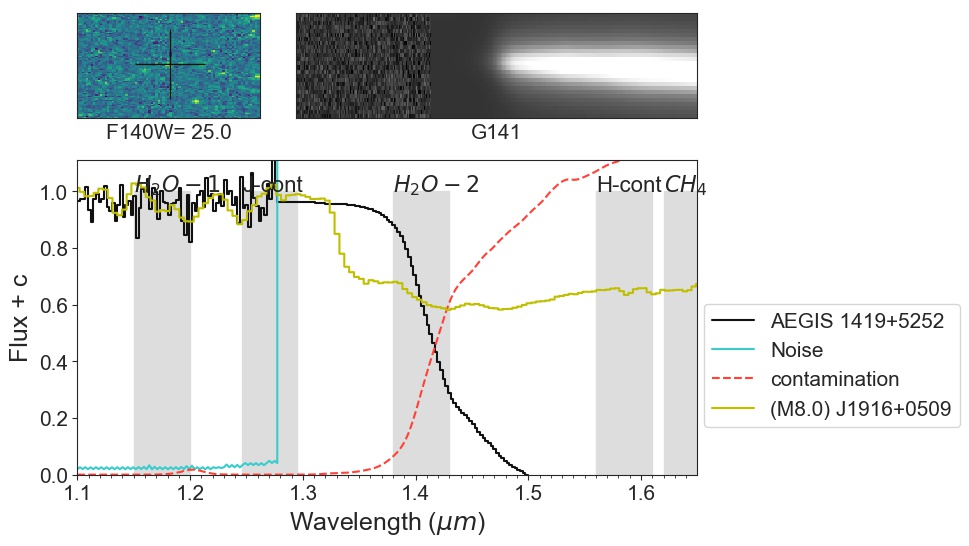 F140W= 25.0
G141
H₂O − 1
J-cont
H₂O − 2
H-cont
CH₄
1.0
0.8
0.6
0.4
0.2
0.0
Flux + c
1.1
1.2
1.3
1.4
1.5
1.6
Wavelength (μm)
AEGIS 1419+5252
Noise
contamination
(M8.0) J1916+0509